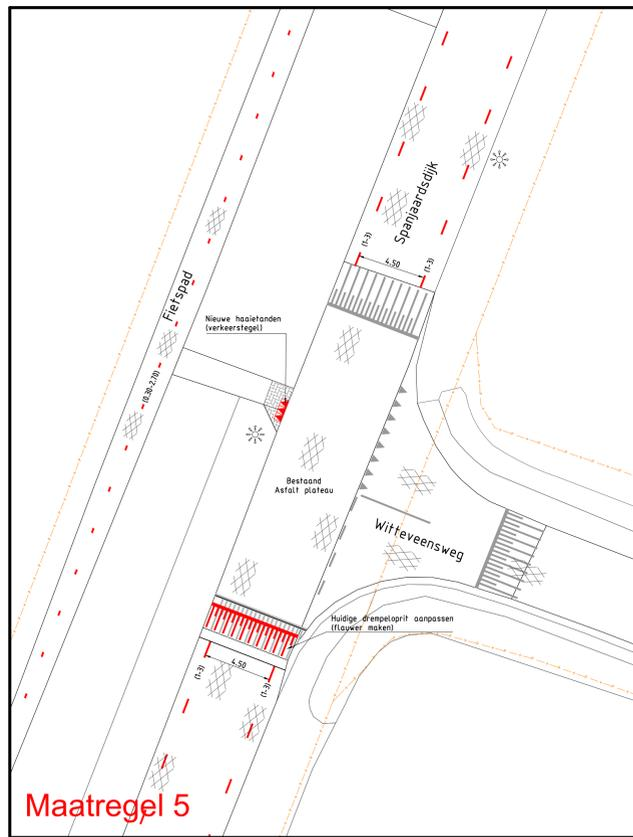 Spanjaardsdijk
(1-3)
4.50
(1-3)
Fietspad
Nieuwe haaietanden
(verkeerstegel)
(0.30-2.70)
Bestaand
Asfalt plateau
Witteveensweg
Huidige drempeloprit aanpassen
(flauwer maken)
(1-3)
4.50
(1-3)
Maatregel 5